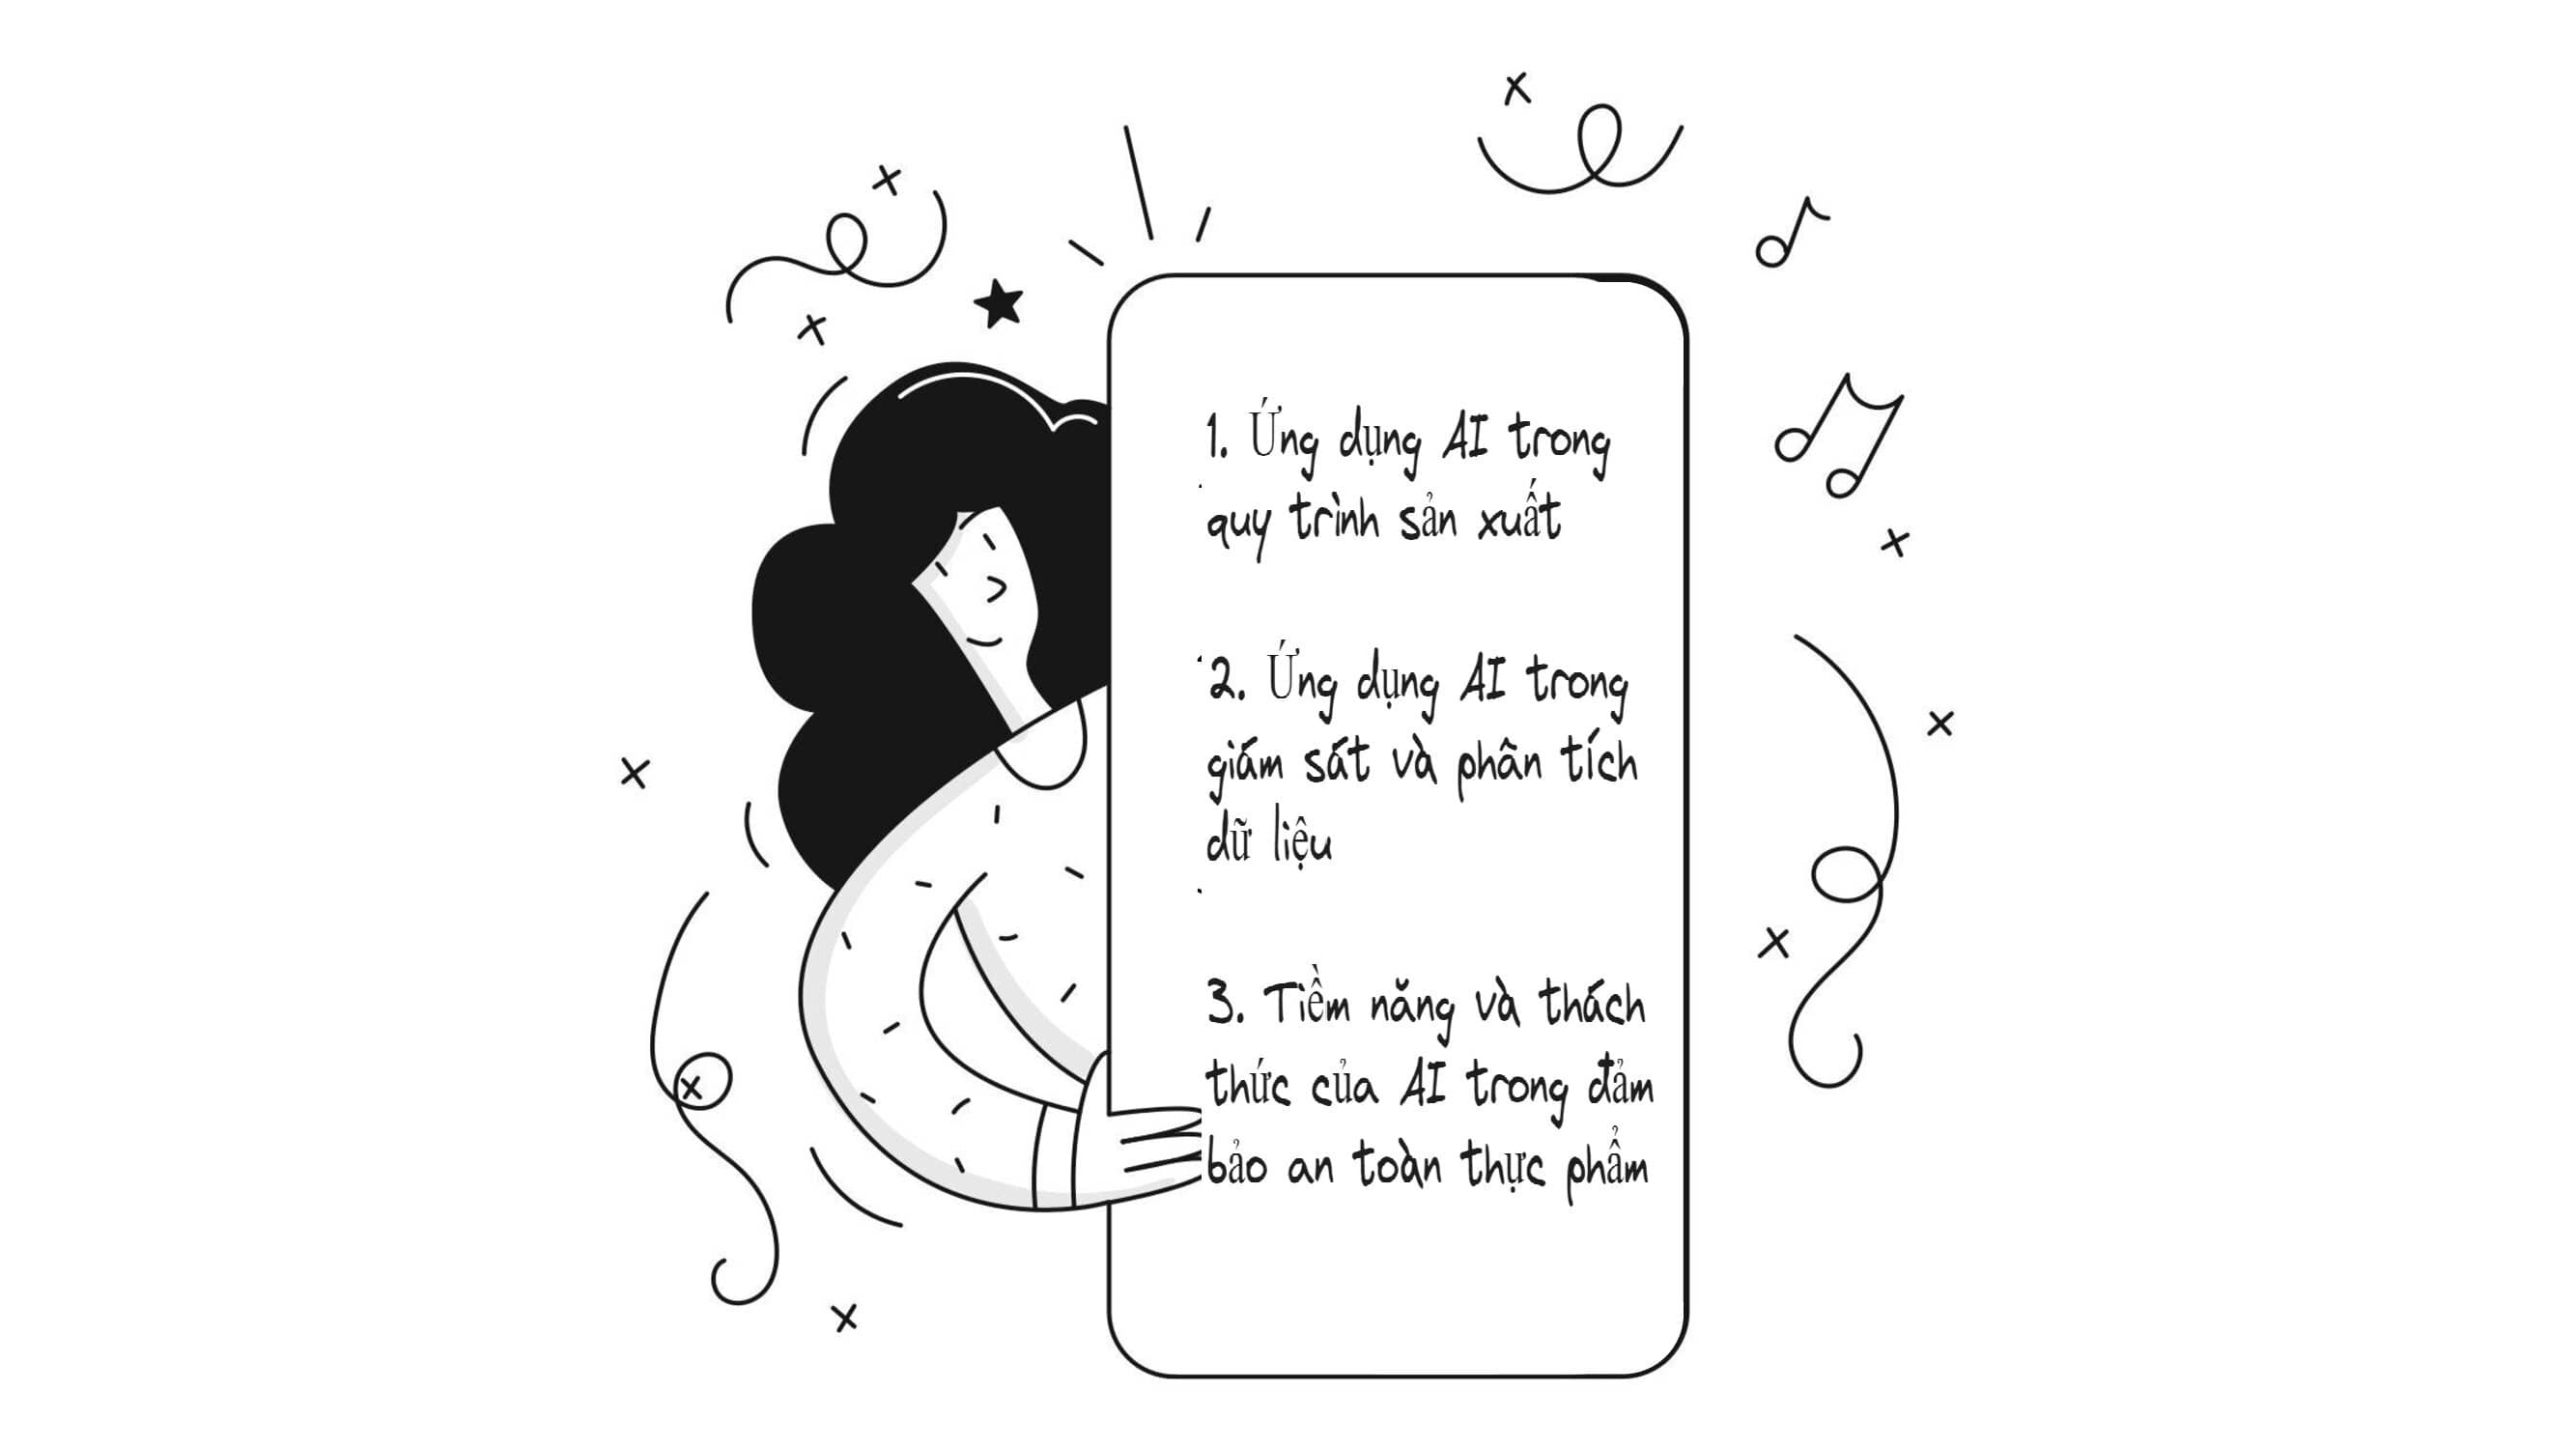 1. Ứng dụng AI trong
quy trình sản xuất
2. Ứng dụng AI trong
giám sát và phân tích
dữ liệu
3. Tiềm năng và thách
thức của AI trong đảm
bảo an toàn thực phẩm